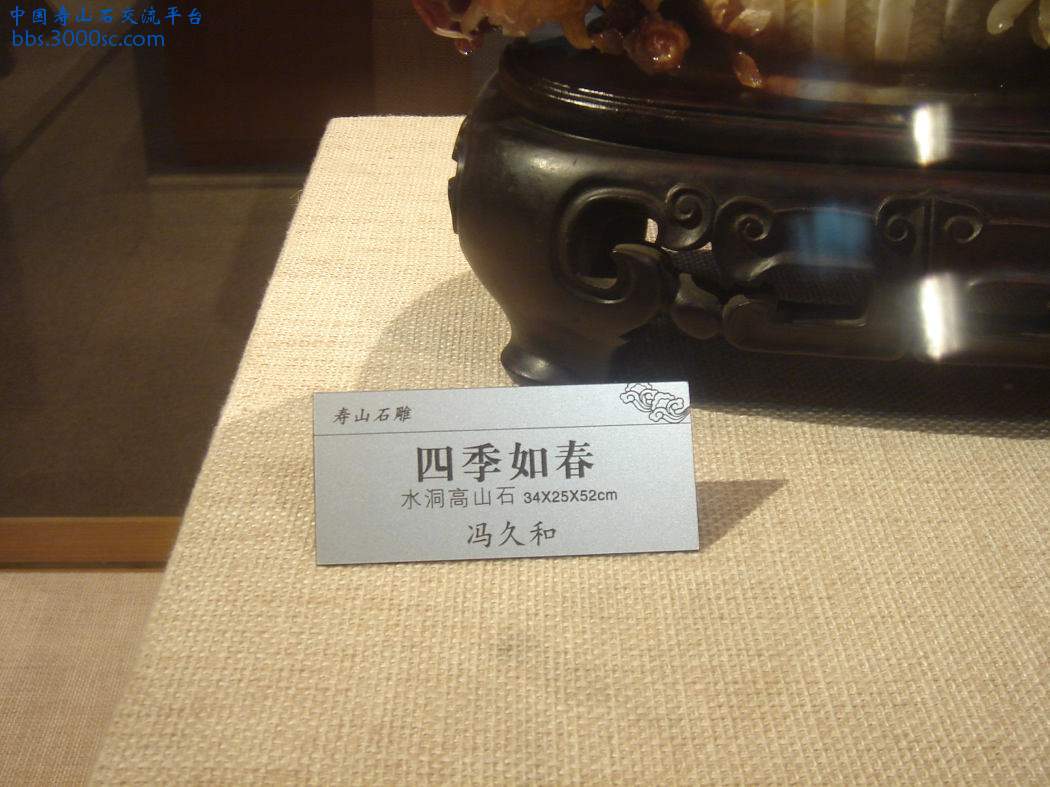 中国寿山石交流平台
bbs.3000sc.com
寿山石雕
四季如春
水洞高山石 34X25X52cm
冯久和